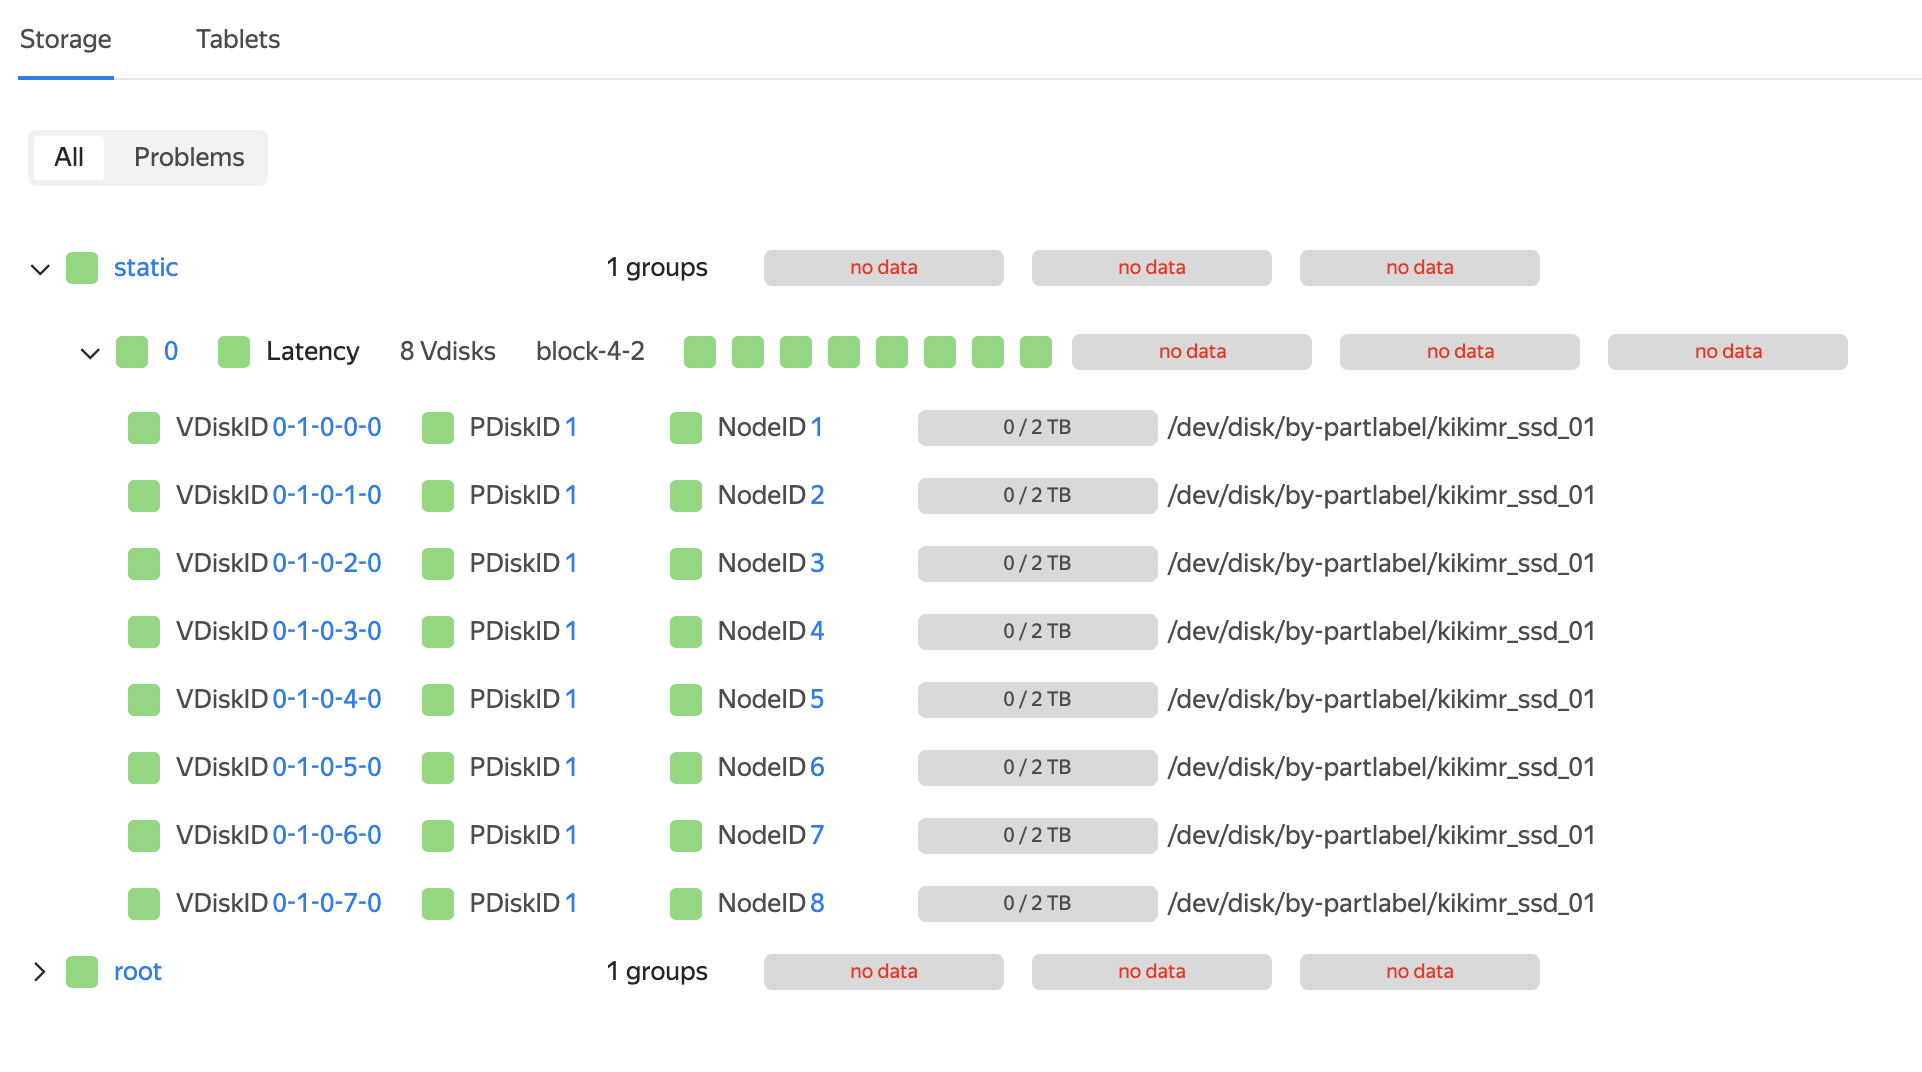 Storage Tablets
All Problems
static 1 groups no data no data no data
0 Latency 8 Vdisks block-4-2 no data no data no data
VDiskID 0-1-0-0-0 PDiskID 1 NodeID 1 0 / 2 TB /dev/disk/by-partlabel/kikimr_ssd_01
VDiskID 0-1-0-1-0 PDiskID 1 NodeID 2 0 / 2 TB /dev/disk/by-partlabel/kikimr_ssd_01
VDiskID 0-1-0-2-0 PDiskID 1 NodeID 3 0 / 2 TB /dev/disk/by-partlabel/kikimr_ssd_01
VDiskID 0-1-0-3-0 PDiskID 1 NodeID 4 0 / 2 TB /dev/disk/by-partlabel/kikimr_ssd_01
VDiskID 0-1-0-4-0 PDiskID 1 NodeID 5 0 / 2 TB /dev/disk/by-partlabel/kikimr_ssd_01
VDiskID 0-1-0-5-0 PDiskID 1 NodeID 6 0 / 2 TB /dev/disk/by-partlabel/kikimr_ssd_01
VDiskID 0-1-0-6-0 PDiskID 1 NodeID 7 0 / 2 TB /dev/disk/by-partlabel/kikimr_ssd_01
VDiskID 0-1-0-7-0 PDiskID 1 NodeID 8 0 / 2 TB /dev/disk/by-partlabel/kikimr_ssd_01
root 1 groups no data no data no data